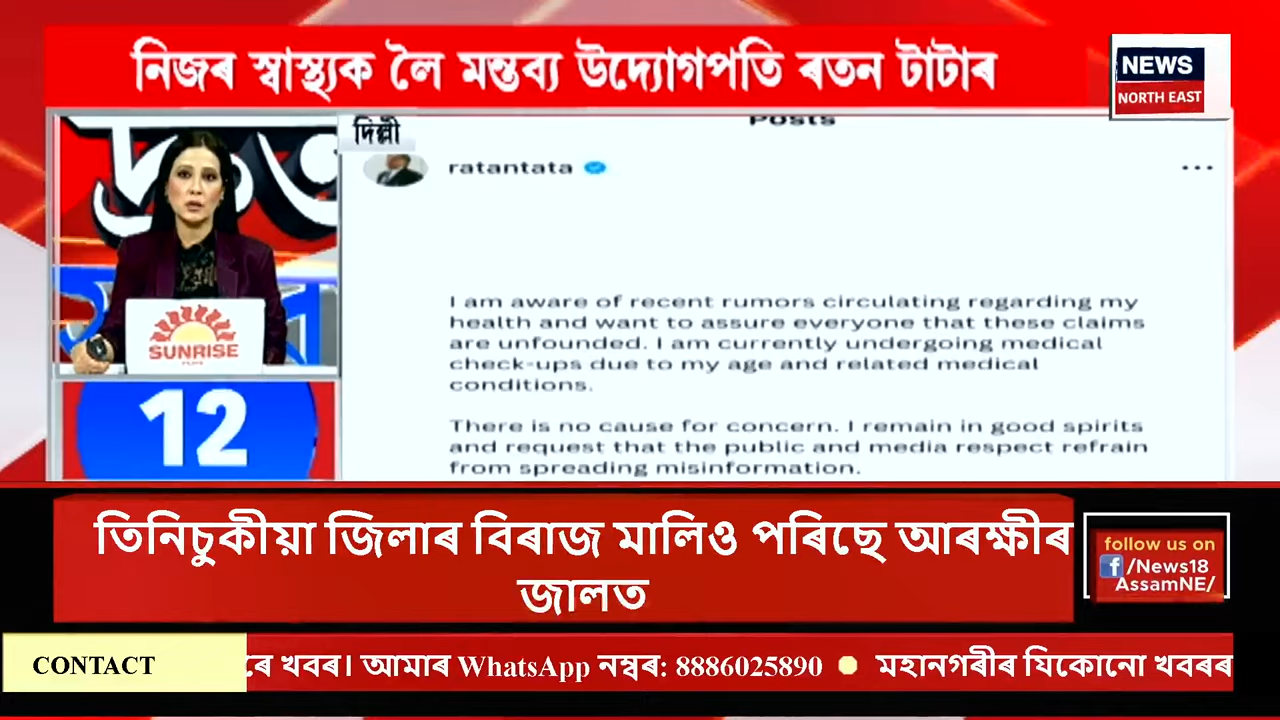 নিজৰ স্বাস্থ্যক লৈ মন্তব্য উদ্যোগপতি ৰতন টাটাৰ
NEWS
NORTH EAST
দিল্লী
Posts
ratantata
I am aware of recent rumors circulating regarding my
health and want to assure everyone that these claims
are unfounded. I am currently undergoing medical
check-ups due to my age and related medical
conditions.
There is no cause for concern. I remain in good spirits
and request that the public and media respect refrain
from spreading misinformation.
SUNRISE
12
তিনিচুকীয়া জিলাৰ বিৰাজ মালিও পৰিছে আৰক্ষীৰ
জালত
follow us on
/News18
AssamNE/
CONTACT
ৰে খবৰ। আমাৰ WhatsApp নম্বৰ: 8886025890 মহানগৰীৰ যিকোনো খবৰৰ